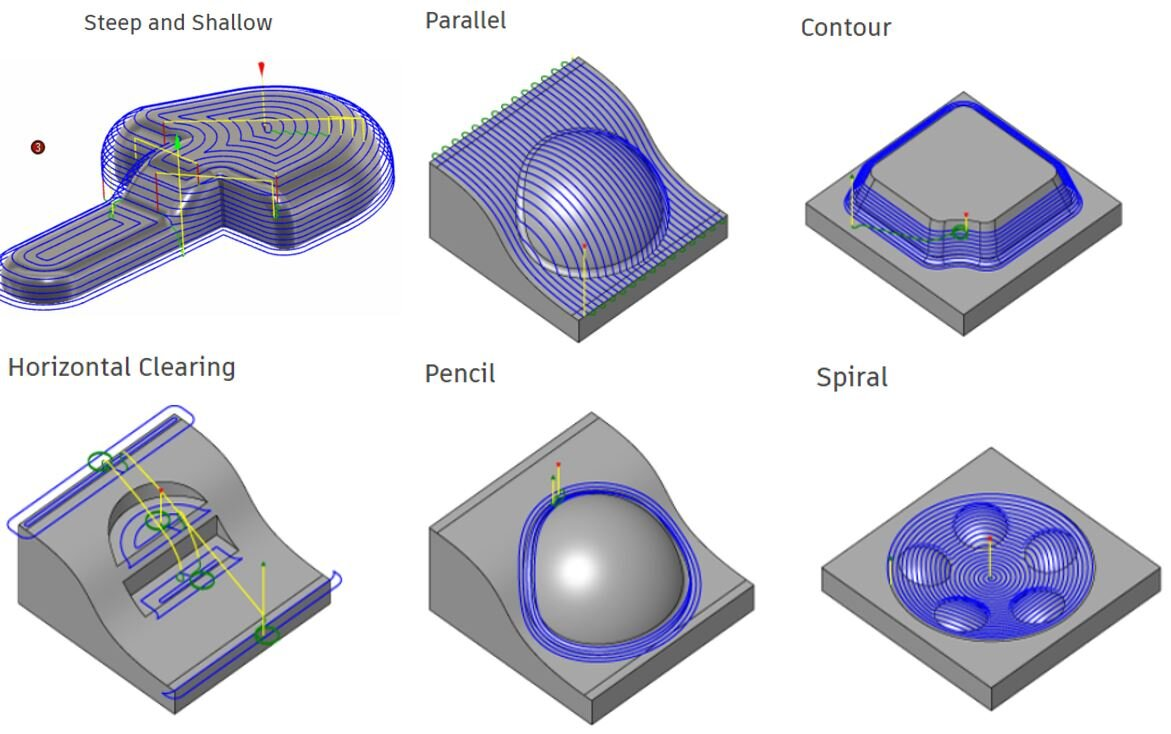 Steep and Shallow
Parallel
Contour
3
Horizontal Clearing
Pencil
Spiral